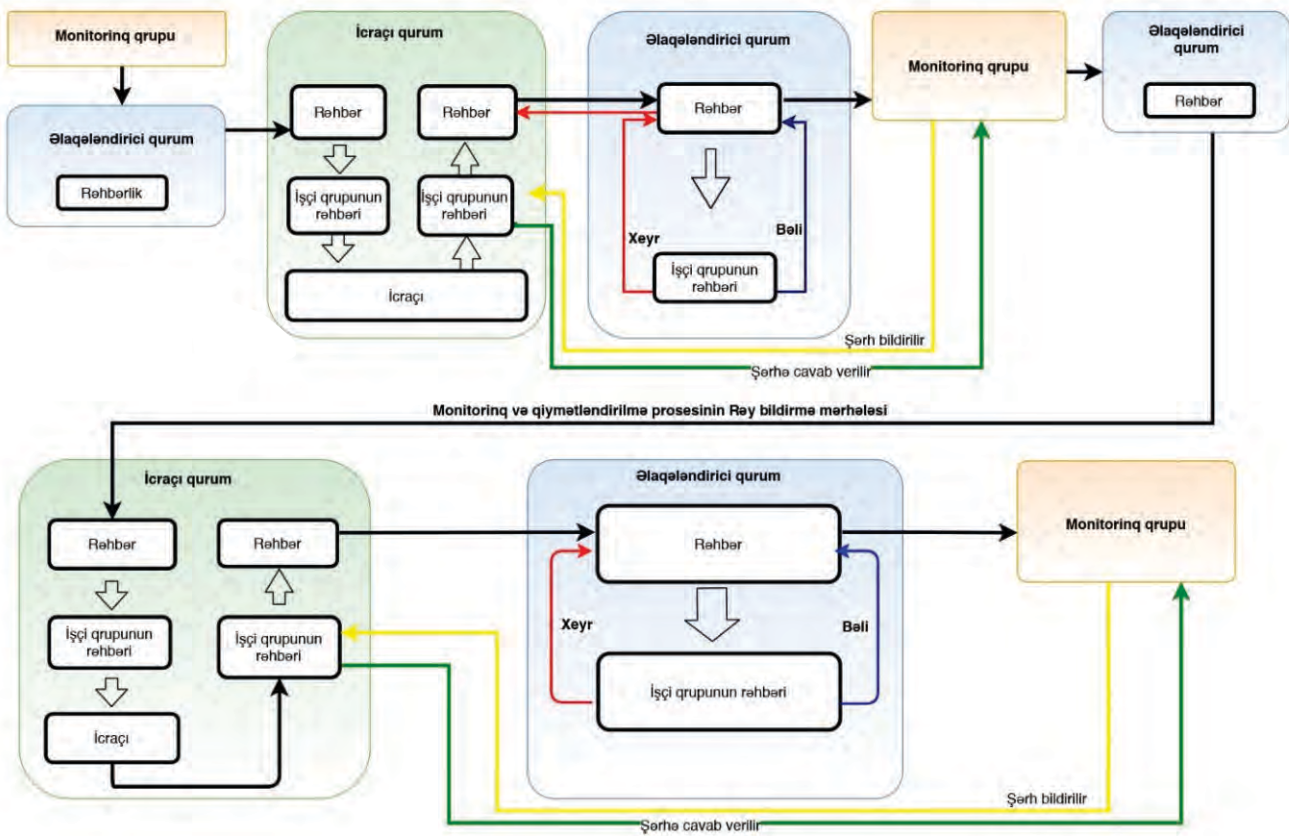 Monitorinq qrupu
Əlaqələndirici qurum
Rəhbərlik
İcraçı qurum
Rəhbər
Rəhbər
İşçi qrupunun
rəhbəri
İşçi qrupunun
rəhbəri
İcraçı
Əlaqələndirici qurum
Rəhbər
Xeyr
Bəli
İşçi qrupunun
rəhbəri
Monitorinq qrupu
Əlaqələndirici
qurum
Rəhbər
Şərh bildirilir
Şərhə cavab verilir
Monitorinq və qiymətləndirilmə prosesinin Rəy bildirmə mərhələsi
İcraçı qurum
Rəhbər
Rəhbər
İşçi qrupunun
rəhbəri
İşçi qrupunun
rəhbəri
İcraçı
Əlaqələndirici qurum
Rəhbər
Xeyr
Bəli
İşçi qrupunun rəhbəri
Monitorinq qrupu
Şərh bildirilir
Şərhə cavab verilir